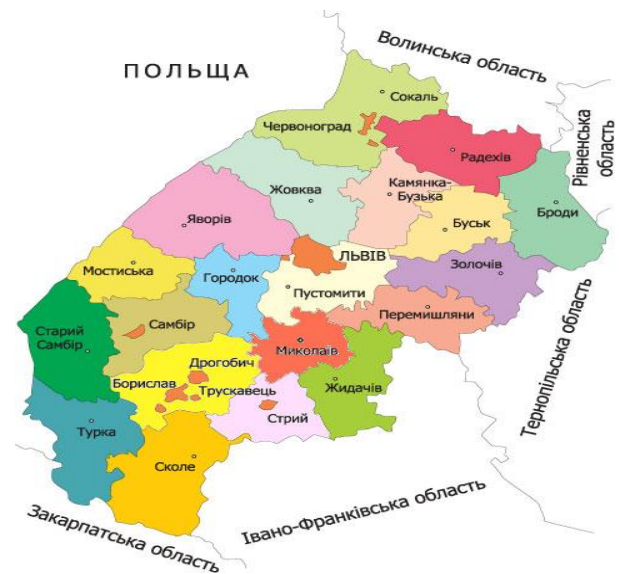 Волинська область
ПОЛЬЩА
Сокаль
Червоноград
Рівненська
область
Радехів
Камянка-
Бузька
Жовква
Броди
Яворів
Буськ
ЛЬВІВ
Золочів
Мостиська
Городок
Пустомити
Перемишляни
Старий
Самбір
Самбір
Миколаїв
Тернопільська область
Дрогобич
Борислав
Трускавець
Жидачів
Стрий
Турка
Сколе
Івано-Франківська область
Закарпатська область